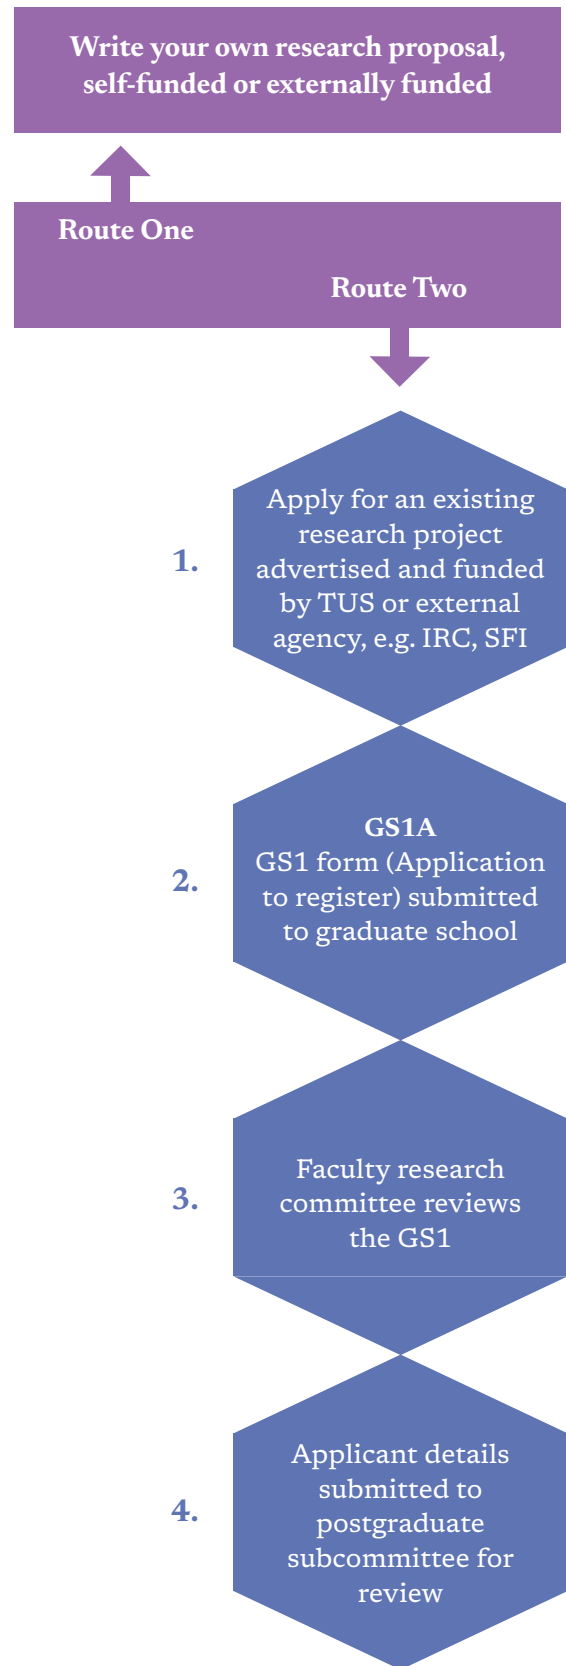 Write your own research proposal,
self-funded or externally funded
Route One
Route Two
1.
Apply for an existing
research project
advertised and funded
by TUS or external
agency, e.g. IRC, SFI
2.
GS1A
GS1 form (Application
to register) submitted
to graduate school
3.
Faculty research
committee reviews
the GS1
4.
Applicant details
submitted to
postgraduate
subcommittee for
review